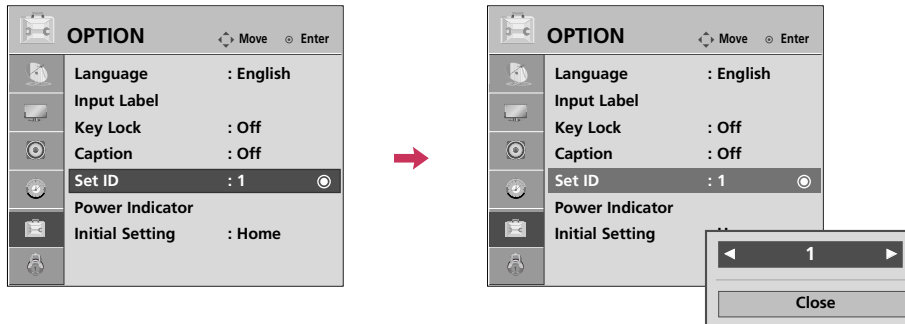 OPTION Move Enter
Language : English
Input Label
Key Lock : Off
Caption : Off
Set ID : 1
Power Indicator
Initial Setting : Home
OPTION Move Enter
Language : English
Input Label
Key Lock : Off
Caption : Off
Set ID : 1
Power Indicator
Initial Setting
1
Close